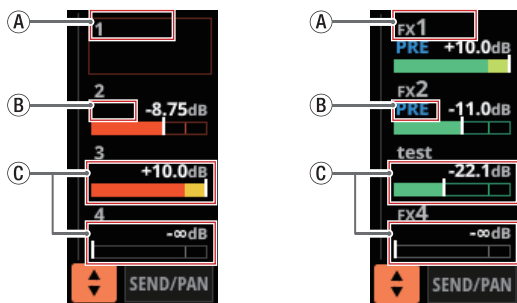 A
1
2
B
-8.75dB
3
C
+10.0dB
4
-∞dB
SEND/PAN
A
FX1
PRE +10.0dB
FX2
B
PRE -11.0dB
test
C
-22.1dB
FX4
-∞dB
SEND/PAN